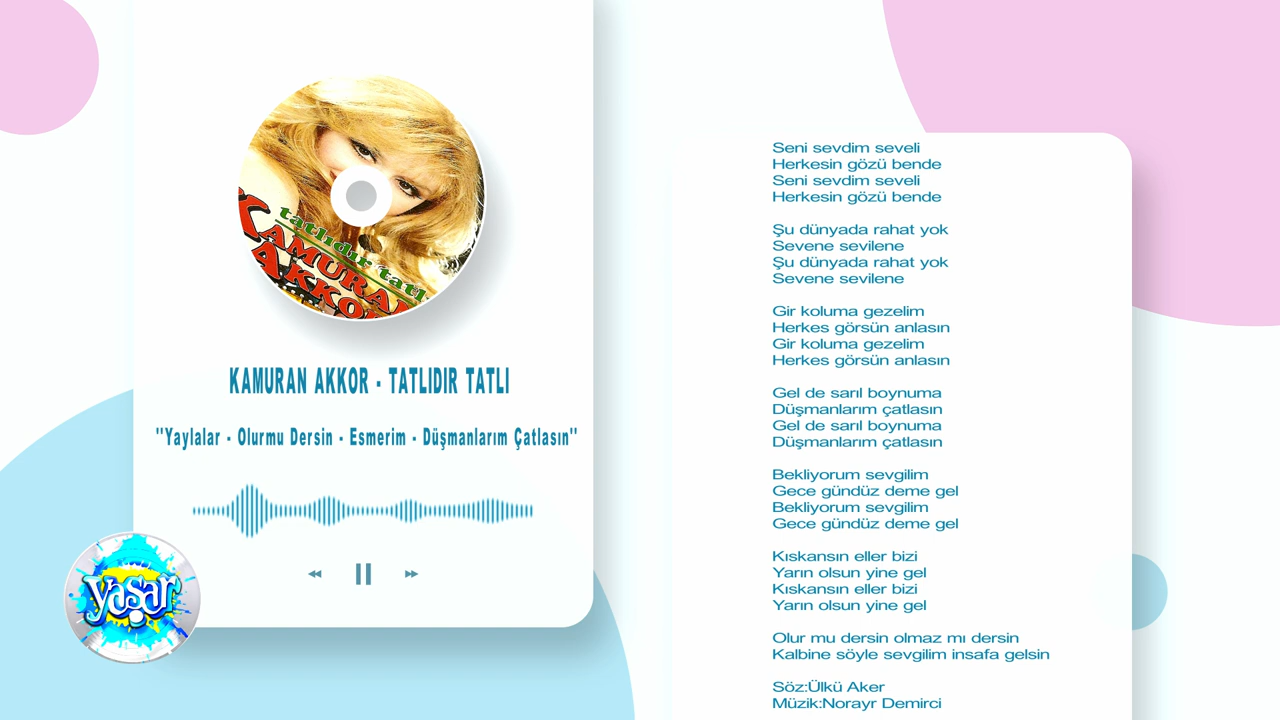 tatlıdır tatlı
KAMURAN
AKKOR
KAMURAN AKKOR - TATLIDIR TATLI
"Yaylalar - Olurmu Dersin - Esmerim - Düşmanlarım Çatlasın"
yaşar
Seni sevdim seveli
Herkesin gözü bende
Seni sevdim seveli
Herkesin gözü bende
Şu dünyada rahat yok
Sevene sevilene
Şu dünyada rahat yok
Sevene sevilene
Gir koluma gezelim
Herkes görsün anlasın
Gir koluma gezelim
Herkes görsün anlasın
Gel de sarıl boynuma
Düşmanlarım çatlasın
Gel de sarıl boynuma
Düşmanlarım çatlasın
Bekliyorum sevgilim
Gece gündüz deme gel
Bekliyorum sevgilim
Gece gündüz deme gel
Kıskansın eller bizi
Yarın olsun yine gel
Kıskansın eller bizi
Yarın olsun yine gel
Olur mu dersin olmaz mı dersin
Kalbine söyle sevgilim insafa gelsin
Söz:Ülkü Aker
Müzik:Norayr Demirci